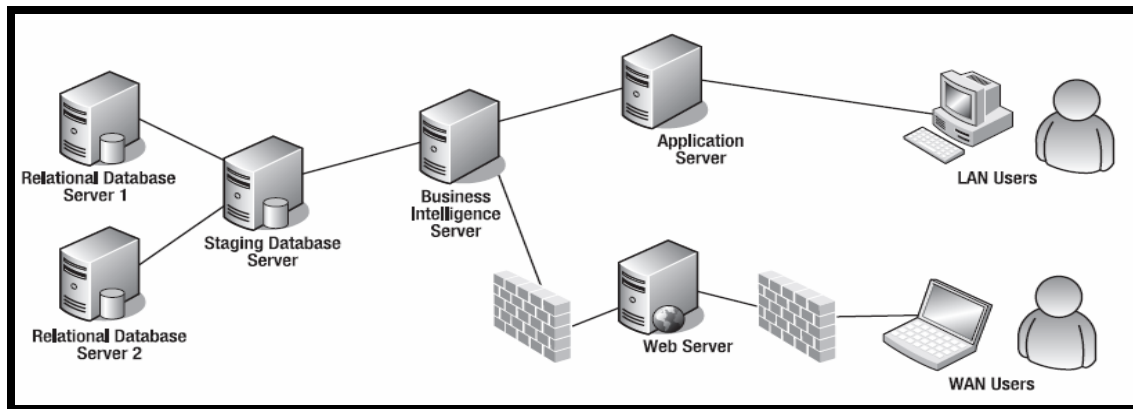 Relational Database
Server 1
Staging Database
Server
Relational Database
Server 2
Business
Intelligence
Server
Application
Server
LAN Users
Web Server
WAN Users